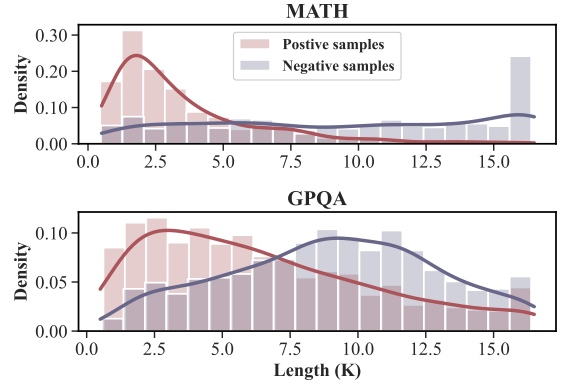 MATH
Density
0.30
0.20
0.10
0.00
Postive samples
Negative samples
0.0 2.5 5.0 7.5 10.0 12.5 15.0
GPQA
Density
0.10
0.05
0.00
0.0 2.5 5.0 7.5 10.0 12.5 15.0
Length (K)